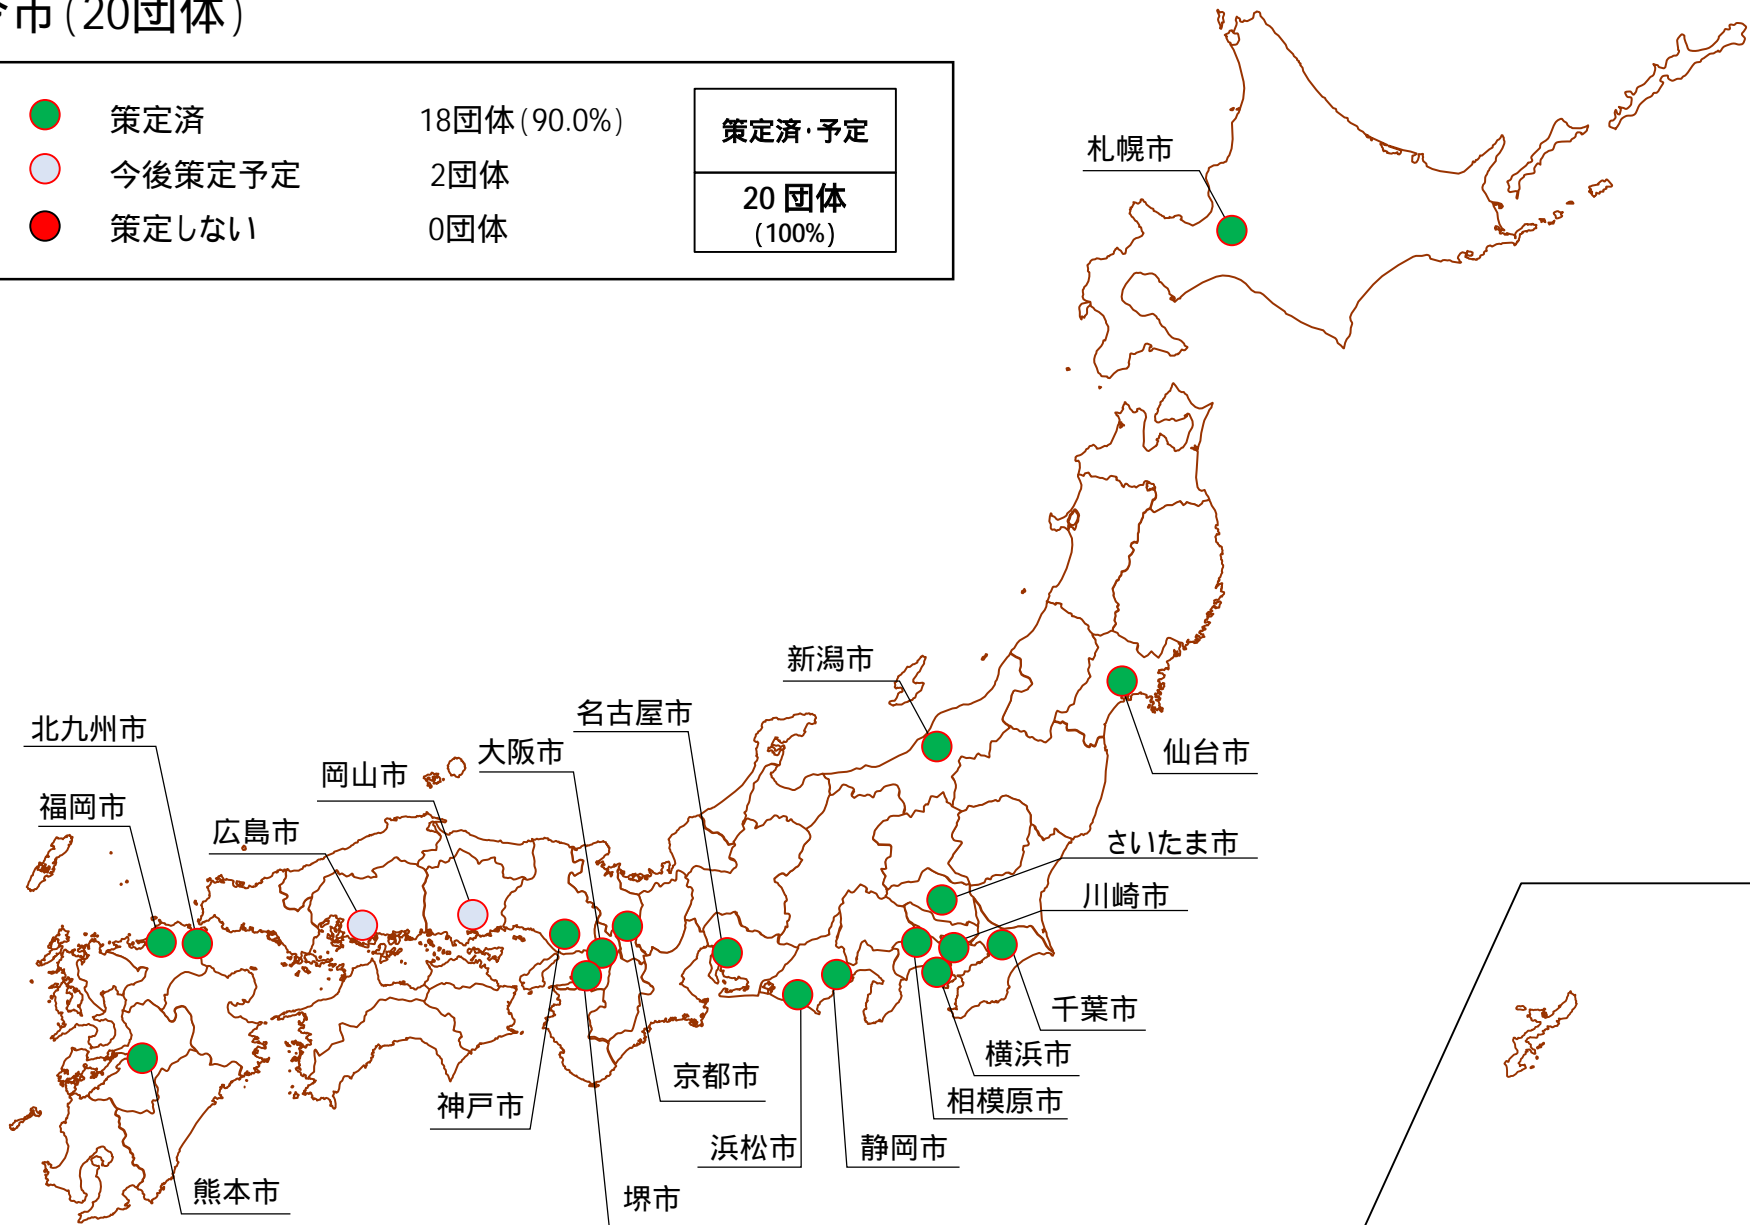 市(20団体)
策定済 18団体(90.0%)
今後策定予定 2団体
策定しない 0団体
策定済・予定
20 団体
(100%)
札幌市
新潟市
名古屋市
仙台市
北九州市
大阪市
岡山市
福岡市
広島市
さいたま市
川崎市
千葉市
横浜市
京都市
相模原市
神戸市
浜松市
静岡市
熊本市
堺市